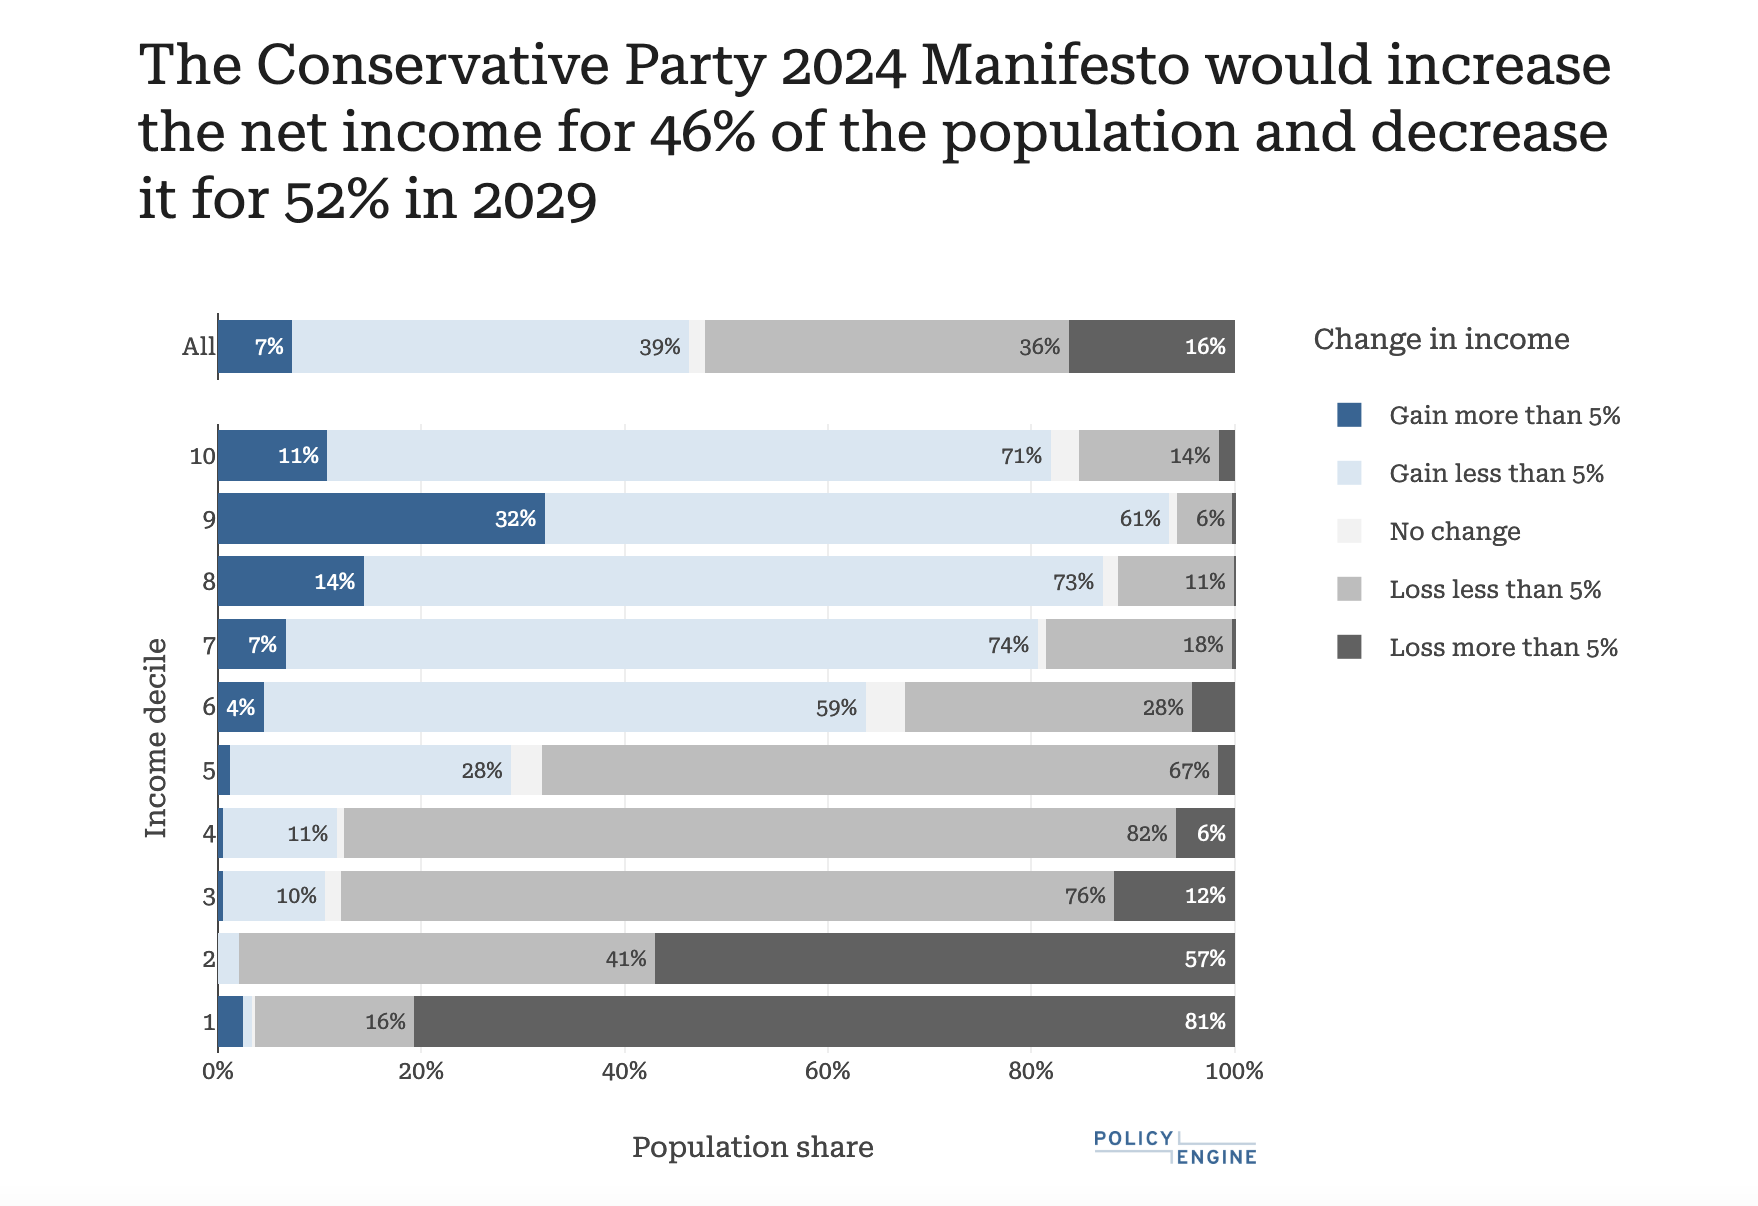 The Conservative Party 2024 Manifesto would increase
the net income for 46% of the population and decrease
it for 52% in 2029
All 7% 39% 36% 16%
Change in income
Gain more than 5%
Gain less than 5%
No change
Loss less than 5%
Loss more than 5%
Income decile
10 11% 71% 14%
9 32% 61% 6%
8 14% 73% 11%
7 7% 74% 18%
6 4% 59% 28%
5 28% 67%
4 11% 82% 6%
3 10% 76% 12%
2 41% 57%
1 16% 81%
0% 20% 40% 60% 80% 100%
Population share
POLICY
ENGINE